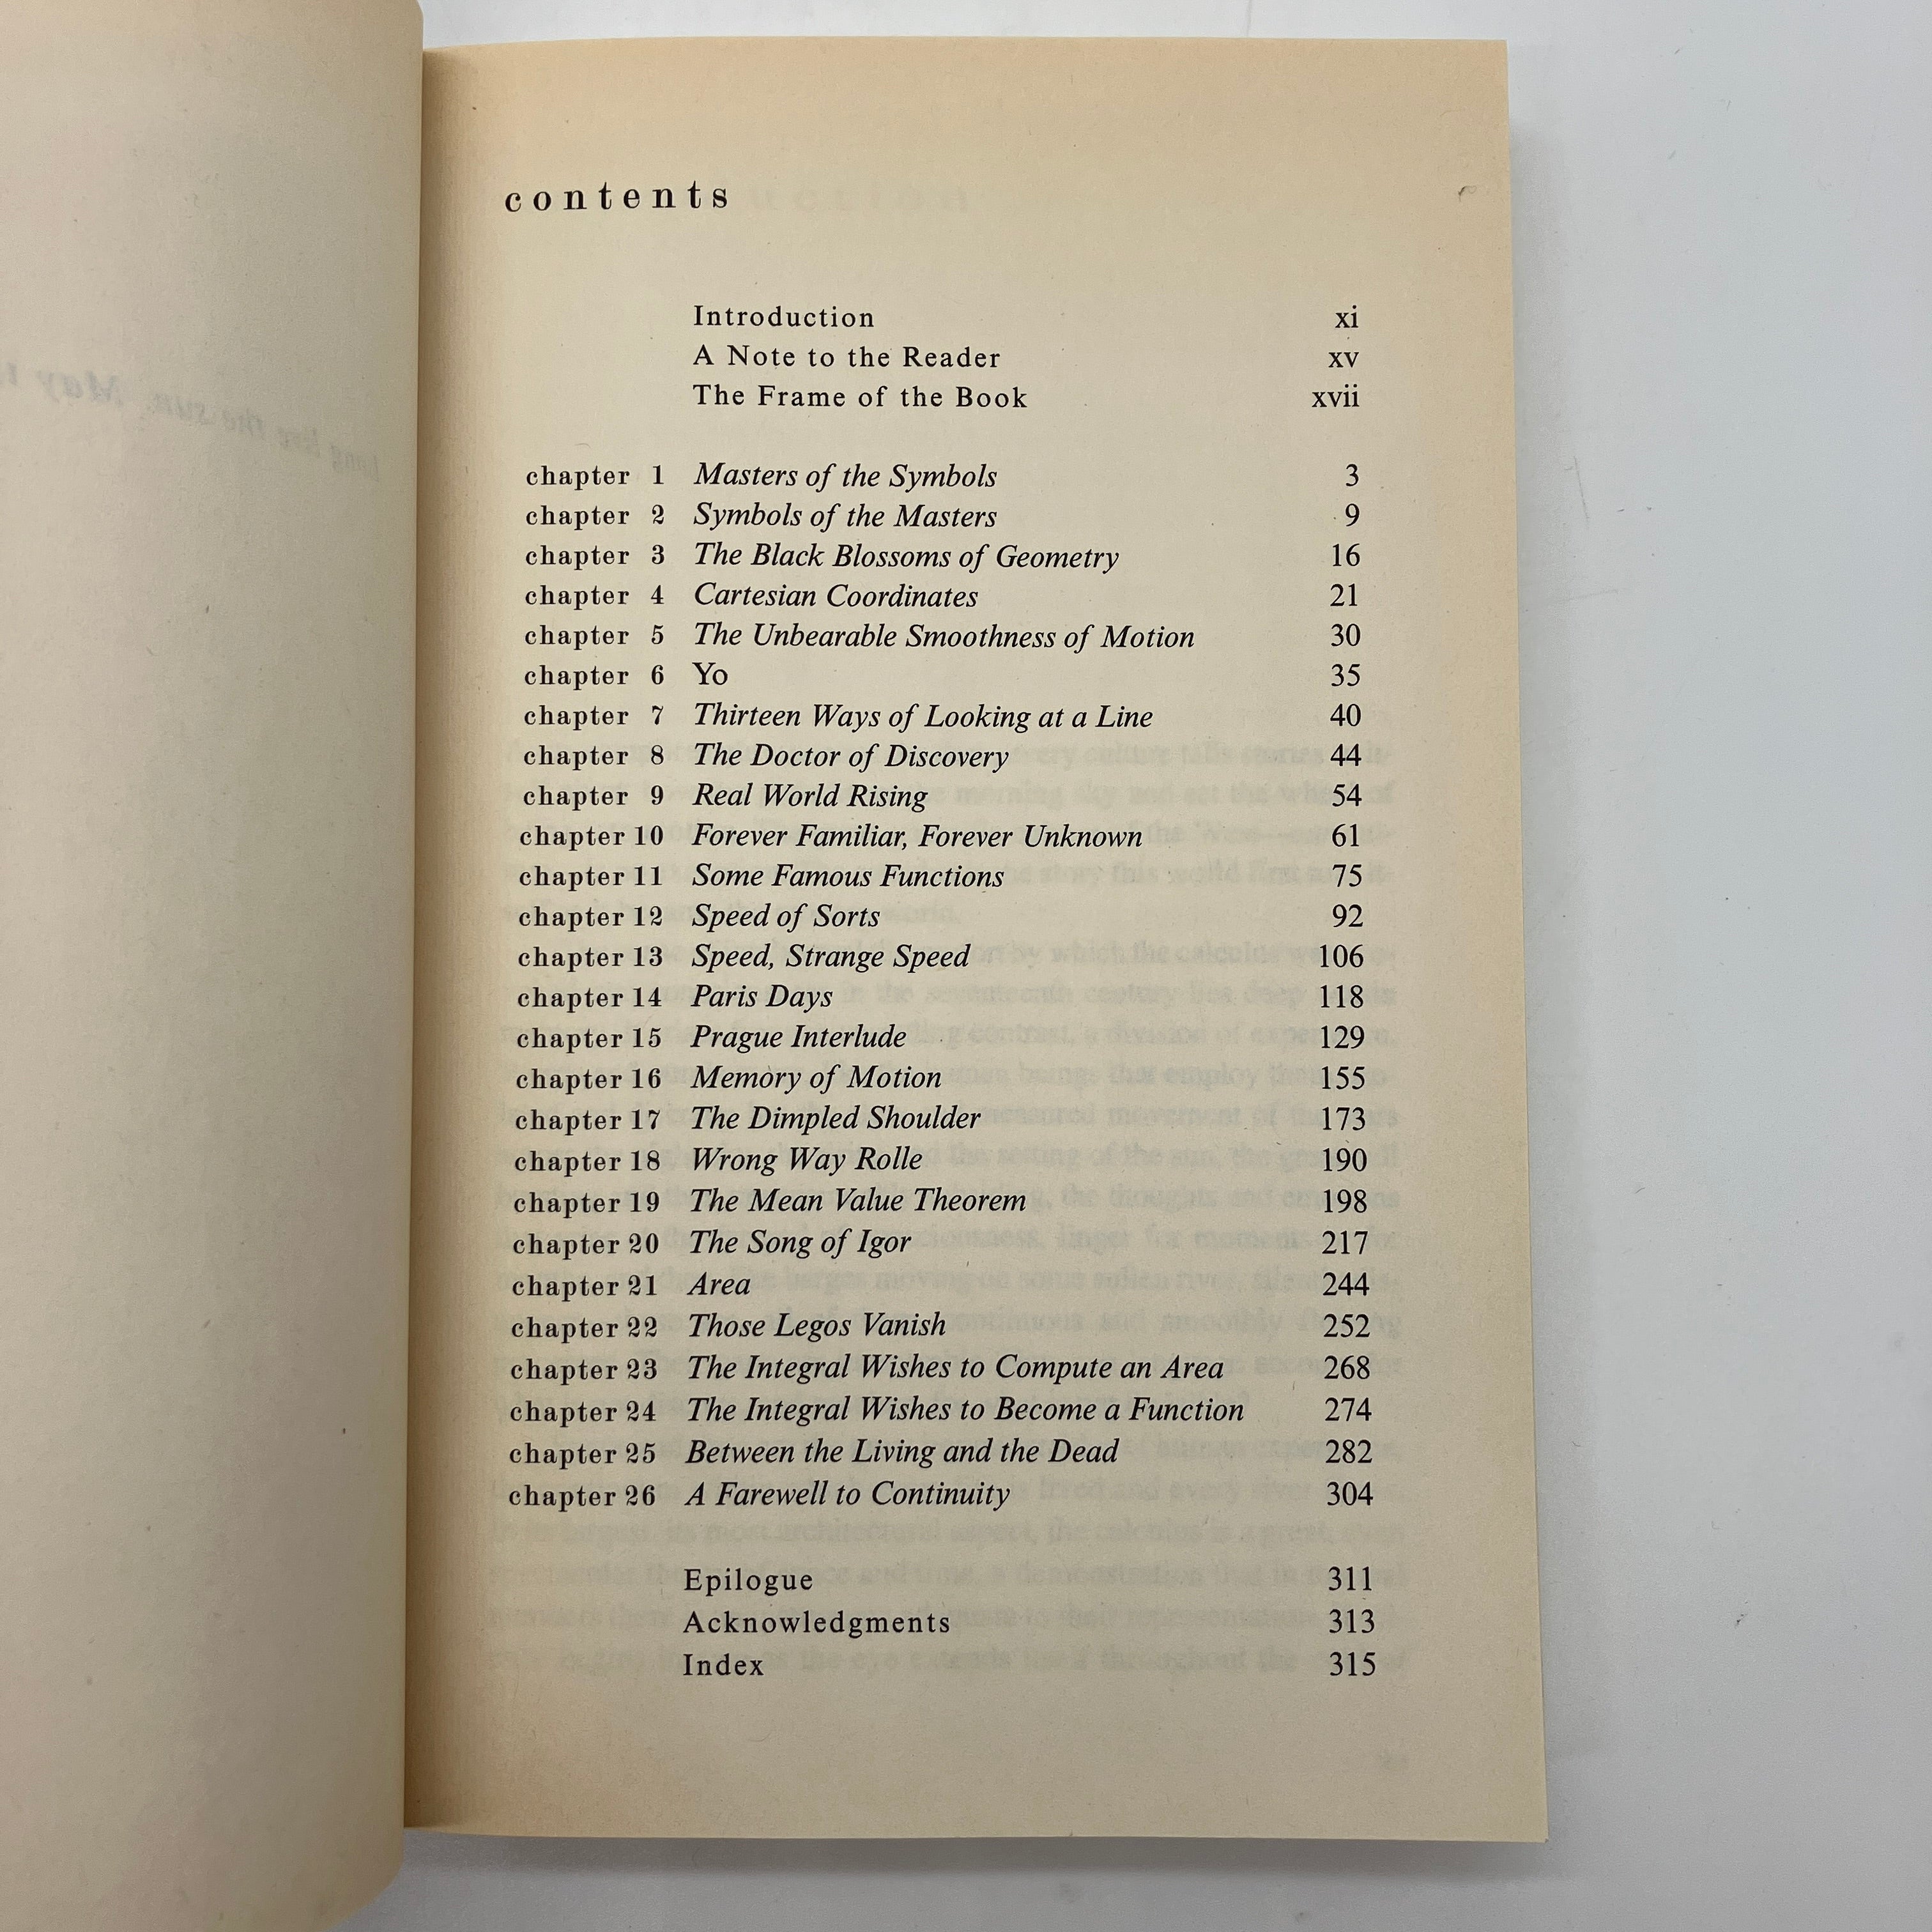 contents
Introduction xi
A Note to the Reader xv
The Frame of the Book xvii
chapter 1 Masters of the Symbols 3
chapter 2 Symbols of the Masters 9
chapter 3 The Black Blossoms of Geometry 16
chapter 4 Cartesian Coordinates 21
chapter 5 The Unbearable Smoothness of Motion 30
chapter 6 Yo 35
chapter 7 Thirteen Ways of Looking at a Line 40
chapter 8 The Doctor of Discovery 44
chapter 9 Real World Rising 54
chapter 10 Forever Familiar, Forever Unknown 61
chapter 11 Some Famous Functions 75
chapter 12 Speed of Sorts 92
chapter 13 Speed, Strange Speed 106
chapter 14 Paris Days 118
chapter 15 Prague Interlude 129
chapter 16 Memory of Motion 155
chapter 17 The Dimpled Shoulder 173
chapter 18 Wrong Way Rolle 190
chapter 19 The Mean Value Theorem 198
chapter 20 The Song of Igor 217
chapter 21 Area 244
chapter 22 Those Legos Vanish 252
chapter 23 The Integral Wishes to Compute an Area 268
chapter 24 The Integral Wishes to Become a Function 274
chapter 25 Between the Living and the Dead 282
chapter 26 A Farewell to Continuity 304
Epilogue 311
Acknowledgments 313
Index 315